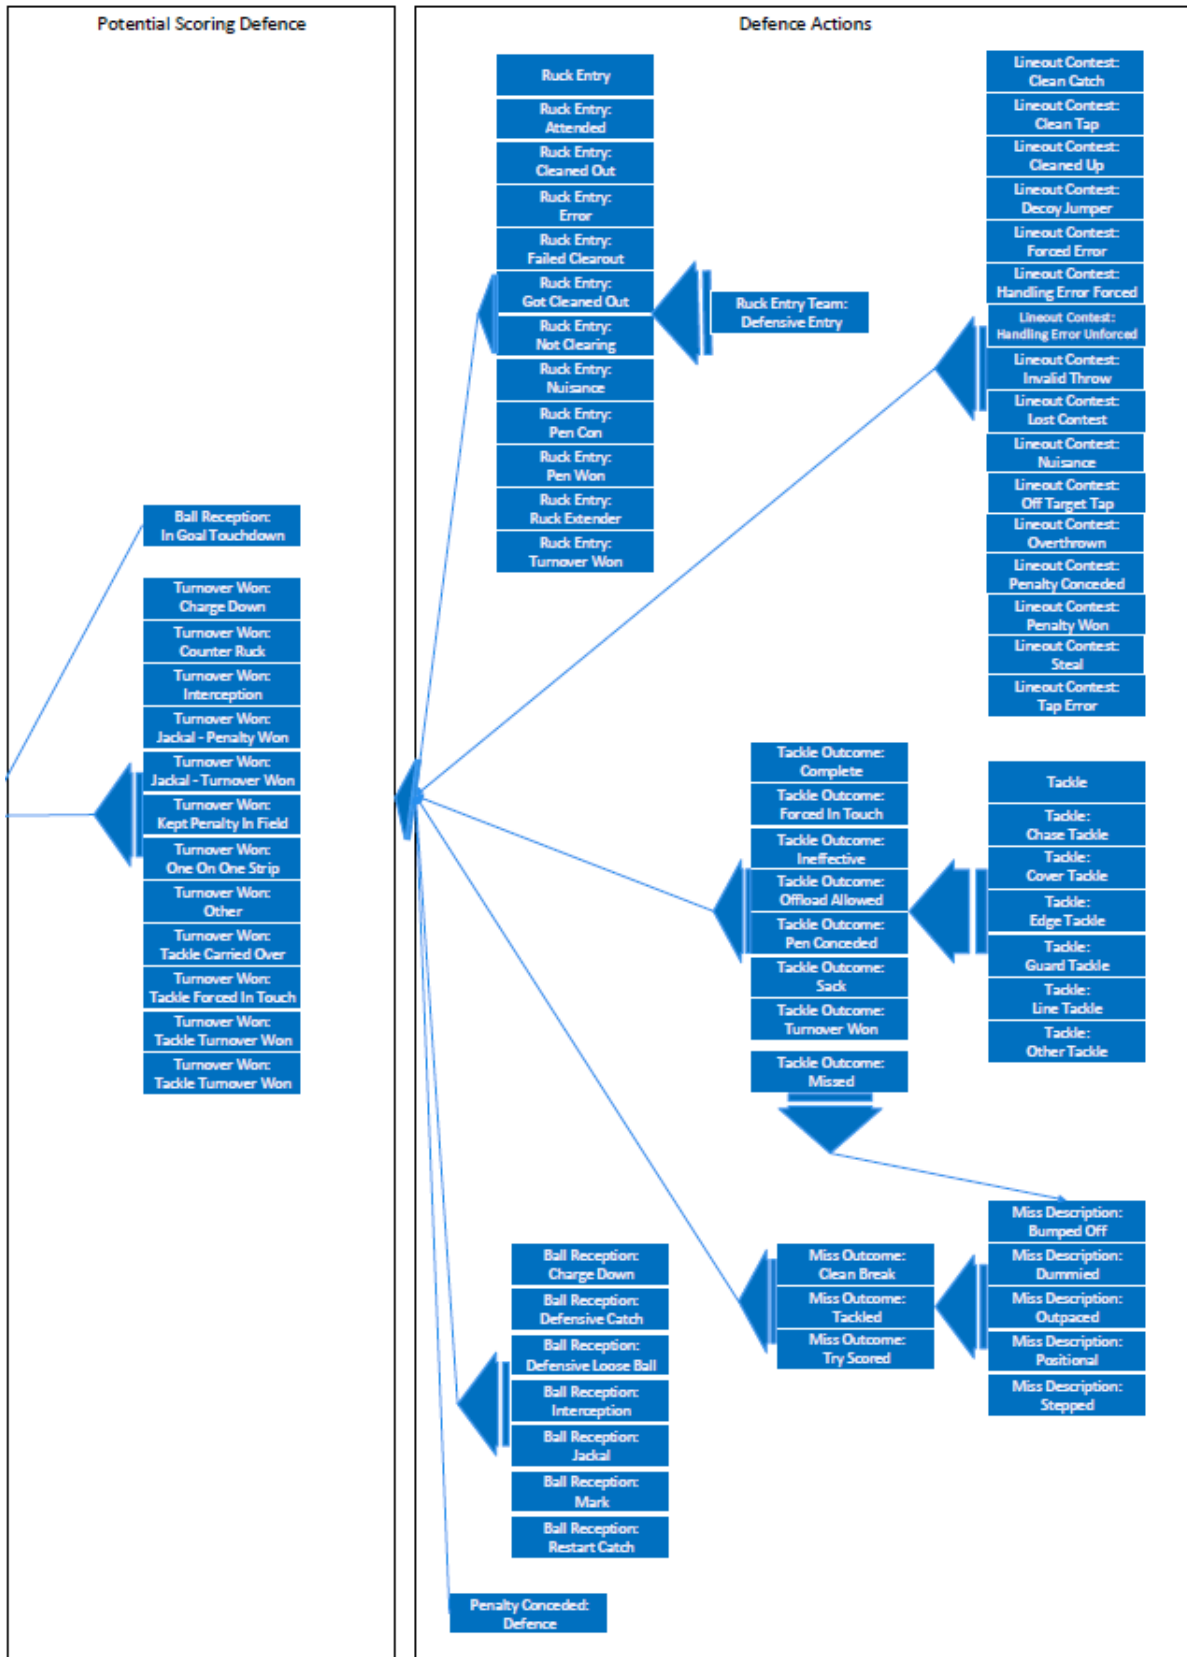 Potential Scoring Defence
Ball Reception:
In Goal Touchdown
Turnover Won:
Charge Down
Turnover Won:
Counter Ruck
Turnover Won:
Interception
Turnover Won:
Jackal - Penalty Won
Turnover Won:
Jackal - Turnover Won
Turnover Won:
Kept Penalty In Field
Turnover Won:
One On One Strip
Turnover Won:
Other
Turnover Won:
Tackle Carried Over
Turnover Won:
Tackle Forced In Touch
Turnover Won:
Tackle Turnover Won
Turnover Won:
Tackle Turnover Won
Defence Actions
Ruck Entry
Ruck Entry:
Attended
Ruck Entry:
Cleaned Out
Ruck Entry:
Error
Ruck Entry:
Failed Clearout
Ruck Entry:
Got Cleaned Out
Ruck Entry:
Not Clearing
Ruck Entry:
Nuisance
Ruck Entry:
Pen Con
Ruck Entry:
Pen Won
Ruck Entry:
Ruck Extender
Ruck Entry:
Turnover Won
Ruck Entry Team:
Defensive Entry
Lineout Contest:
Clean Catch
Lineout Contest:
Clean Tap
Lineout Contest:
Cleaned Up
Lineout Contest:
Decoy Jumper
Lineout Contest:
Forced Error
Lineout Contest:
Handling Error Forced
Lineout Contest:
Handling Error Unforced
Lineout Contest:
Invalid Throw
Lineout Contest:
Lost Contest
Lineout Contest:
Nuisance
Lineout Contest:
Off Target Tap
Lineout Contest:
Overthrown
Lineout Contest:
Penalty Conceded
Lineout Contest:
Penalty Won
Lineout Contest:
Steal
Lineout Contest:
Tap Error
Tackle Outcome:
Complete
Tackle Outcome:
Forced In Touch
Tackle Outcome:
Ineffective
Tackle Outcome:
Offload Allowed
Tackle Outcome:
Pen Conceded
Tackle Outcome:
Sack
Tackle Outcome:
Turnover Won
Tackle Outcome:
Missed
Tackle
Tackle:
Chase Tackle
Tackle:
Cover Tackle
Tackle:
Edge Tackle
Tackle:
Guard Tackle
Tackle:
Line Tackle
Tackle:
Other Tackle
Miss Description:
Bumped Off
Miss Description:
Dummied
Miss Description:
Outpaced
Miss Description:
Positional
Miss Description:
Stepped
Miss Outcome:
Clean Break
Miss Outcome:
Tackled
Miss Outcome:
Try Scored
Ball Reception:
Charge Down
Ball Reception:
Defensive Catch
Ball Reception:
Defensive Loose Ball
Ball Reception:
Interception
Ball Reception:
Jackal
Ball Reception:
Mark
Ball Reception:
Restart Catch
Penalty Conceded:
Defence